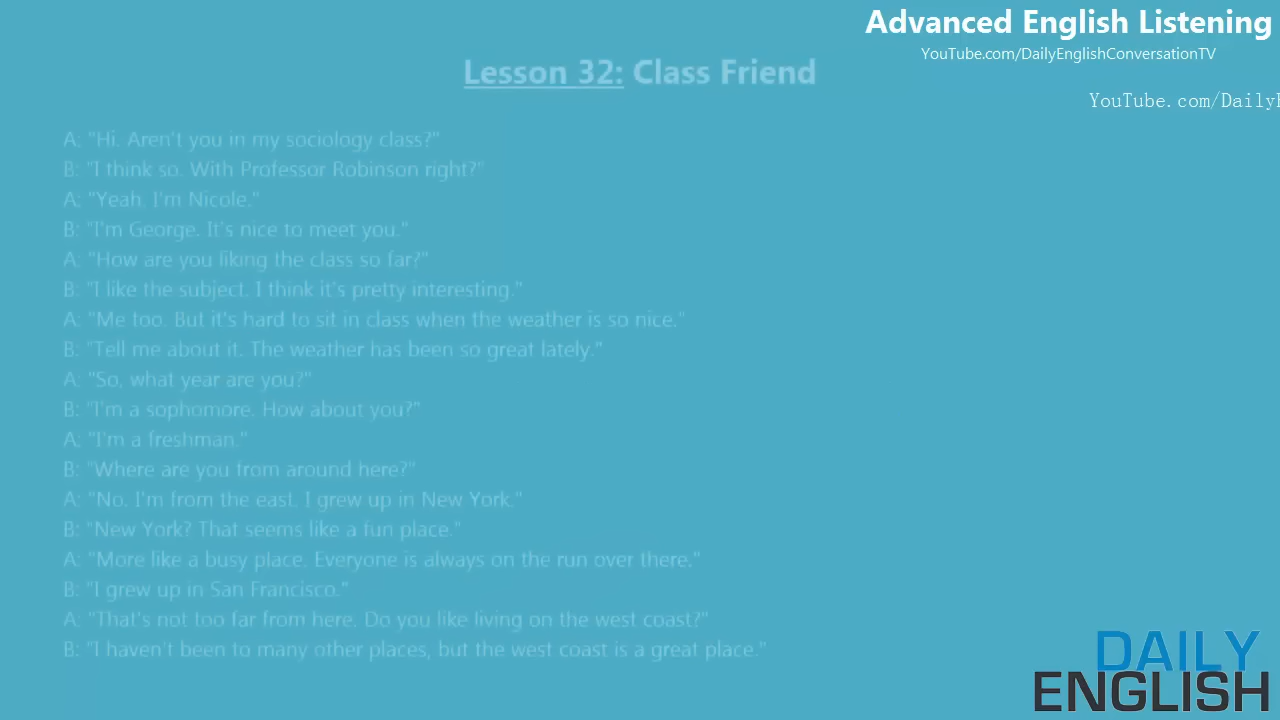 Advanced English Listening
YouTube.com/DailyEnglishConversationTV
Lesson 32: Class Friend
YouTube.com/Daily
A: "Hi. Aren't you in my sociology class?"
B: "I think so. With Professor Robinson right?"
A: "Yeah. I'm Nicole."
B: "I'm George. It's nice to meet you."
A: "How are you liking the class so far?"
B: "I like the subject. I think it's pretty interesting."
A: "Me too. But it's hard to sit in class when the weather is so nice."
B: "Tell me about it. The weather has been so great lately."
A: "So, what year are you?"
B: "I'm a sophomore. How about you?"
A: "I'm a freshman."
B: "Where are you from around here?"
A: "No. I'm from the east. I grew up in New York."
B: "New York? That seems like a fun place."
A: "More like a busy place. Everyone is always on the run over there."
B: "I grew up in San Francisco."
A: "That's not too far from here. Do you like living on the west coast?"
B: "I haven't been to many other places, but the west coast is a great place."
DAILY
ENGLISH